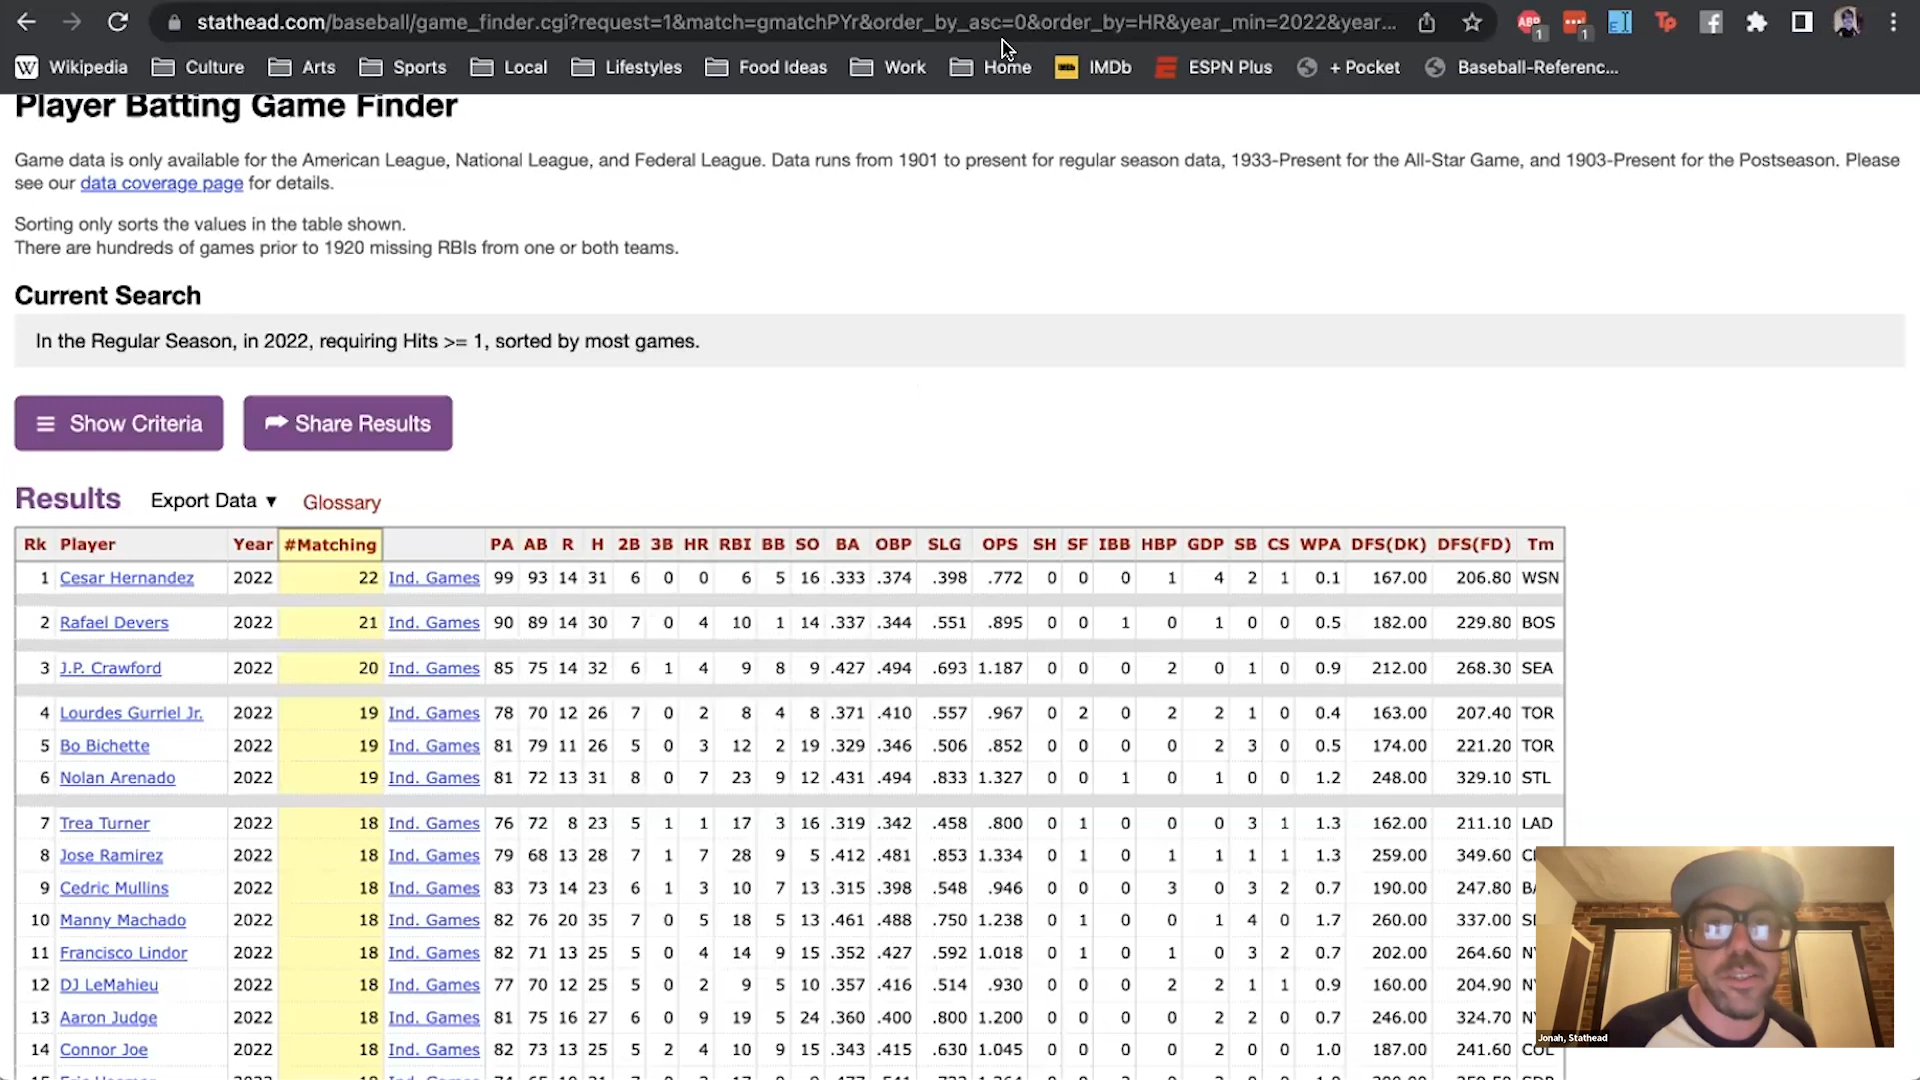 stathead.com/baseball/game_finder.cgi?request=1&match=gmatchPYr&order_by_asc=0&order_by=HR&year_min=2022&year...
ABP 1 1 Tp
W Wikipedia Culture Arts Sports Local Lifestyles Food Ideas Work Home IMDb ESPN Plus + Pocket Baseball-Referenc...
Player Batting Game Finder
Game data is only available for the American League, National League, and Federal League. Data runs from 1901 to present for regular season data, 1933-Present for the All-Star Game, and 1903-Present for the Postseason. Please
see our data coverage page for details.
Sorting only sorts the values in the table shown.
There are hundreds of games prior to 1920 missing RBIs from one or both teams.
Current Search
In the Regular Season, in 2022, requiring Hits >= 1, sorted by most games.
Show Criteria Share Results
Results Export Data ▼ Glossary
Rk Player Year #Matching PA AB R H 2B 3B HR RBI BB SO BA OBP SLG OPS SH SF IBB HBP GDP SB CS WPA DFS(DK) DFS(FD) Tm
1 Cesar Hernandez 2022 22 Ind. Games 99 93 14 31 6 0 0 6 5 16 .333 .374 .398 .772 0 0 0 1 4 2 1 0.1 167.00 206.80 WSN
2 Rafael Devers 2022 21 Ind. Games 90 89 14 30 7 0 4 10 1 14 .337 .344 .551 .895 0 0 1 0 1 0 0 0.5 182.00 229.80 BOS
3 J.P. Crawford 2022 20 Ind. Games 85 75 14 32 6 1 4 9 8 9 .427 .494 .693 1.187 0 0 0 2 0 1 0 0.9 212.00 268.30 SEA
4 Lourdes Gurriel Jr. 2022 19 Ind. Games 78 70 12 26 7 0 2 8 4 8 .371 .410 .557 .967 0 2 0 2 2 1 0 0.4 163.00 207.40 TOR
5 Bo Bichette 2022 19 Ind. Games 81 79 11 26 5 0 3 12 2 19 .329 .346 .506 .852 0 0 0 0 2 3 0 0.5 174.00 221.20 TOR
6 Nolan Arenado 2022 19 Ind. Games 81 72 13 31 8 0 7 23 9 12 .431 .494 .833 1.327 0 0 1 0 1 0 0 1.2 248.00 329.10 STL
7 Trea Turner 2022 18 Ind. Games 76 72 8 23 5 1 1 17 3 16 .319 .342 .458 .800 0 1 0 0 0 3 1 1.3 162.00 211.10 LAD
8 Jose Ramirez 2022 18 Ind. Games 79 68 13 28 7 1 7 28 9 5 .412 .481 .853 1.334 0 1 0 1 1 1 1 1.3 259.00 349.60
9 Cedric Mullins 2022 18 Ind. Games 83 73 14 23 6 1 3 10 7 13 .315 .398 .548 .946 0 0 0 3 0 3 2 0.7 190.00 247.80
10 Manny Machado 2022 18 Ind. Games 82 76 20 35 7 0 5 18 5 13 .461 .488 .750 1.238 0 1 0 0 1 4 0 1.7 260.00 337.00
11 Francisco Lindor 2022 18 Ind. Games 82 71 13 25 5 0 4 14 9 15 .352 .427 .592 1.018 0 1 0 1 0 3 2 0.7 202.00 264.60
12 DJ LeMahieu 2022 18 Ind. Games 77 70 12 25 5 0 2 9 5 10 .357 .416 .514 .930 0 0 0 2 2 1 1 0.9 160.00 204.90
13 Aaron Judge 2022 18 Ind. Games 81 75 16 27 6 0 9 19 5 24 .360 .400 .800 1.200 0 0 0 0 2 2 0 0.7 246.00 324.70
14 Connor Joe 2022 18 Ind. Games 82 73 13 25 5 2 4 10 9 15 .343 .415 .630 1.045 0 0 0 0 2 0 0 1.0 187.00 241.60 COL
Jonah, Stathead